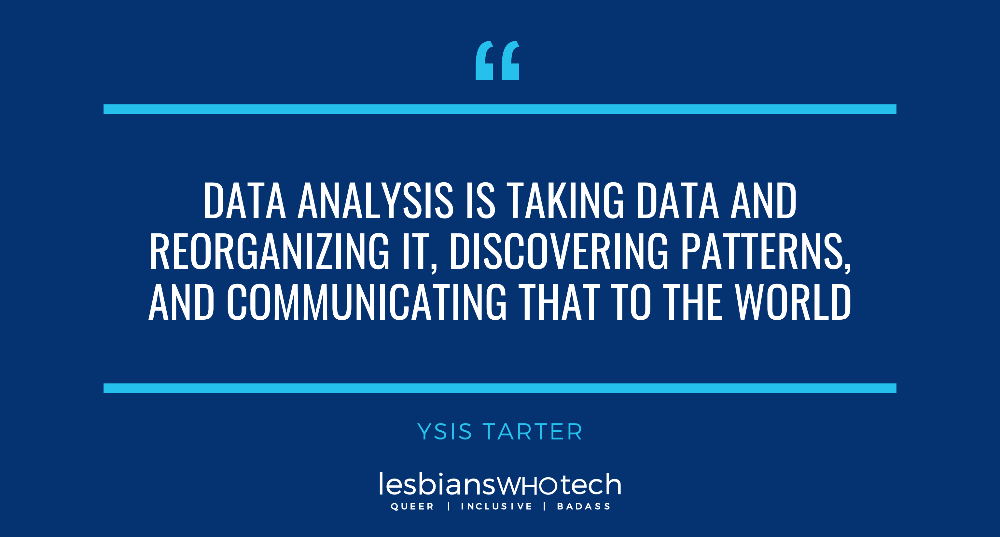 “
DATA ANALYSIS IS TAKING DATA AND
REORGANIZING IT, DISCOVERING PATTERNS,
AND COMMUNICATING THAT TO THE WORLD
YSIS TARTER
lesbiansWHOtech
QUEER | INCLUSIVE | BADASS